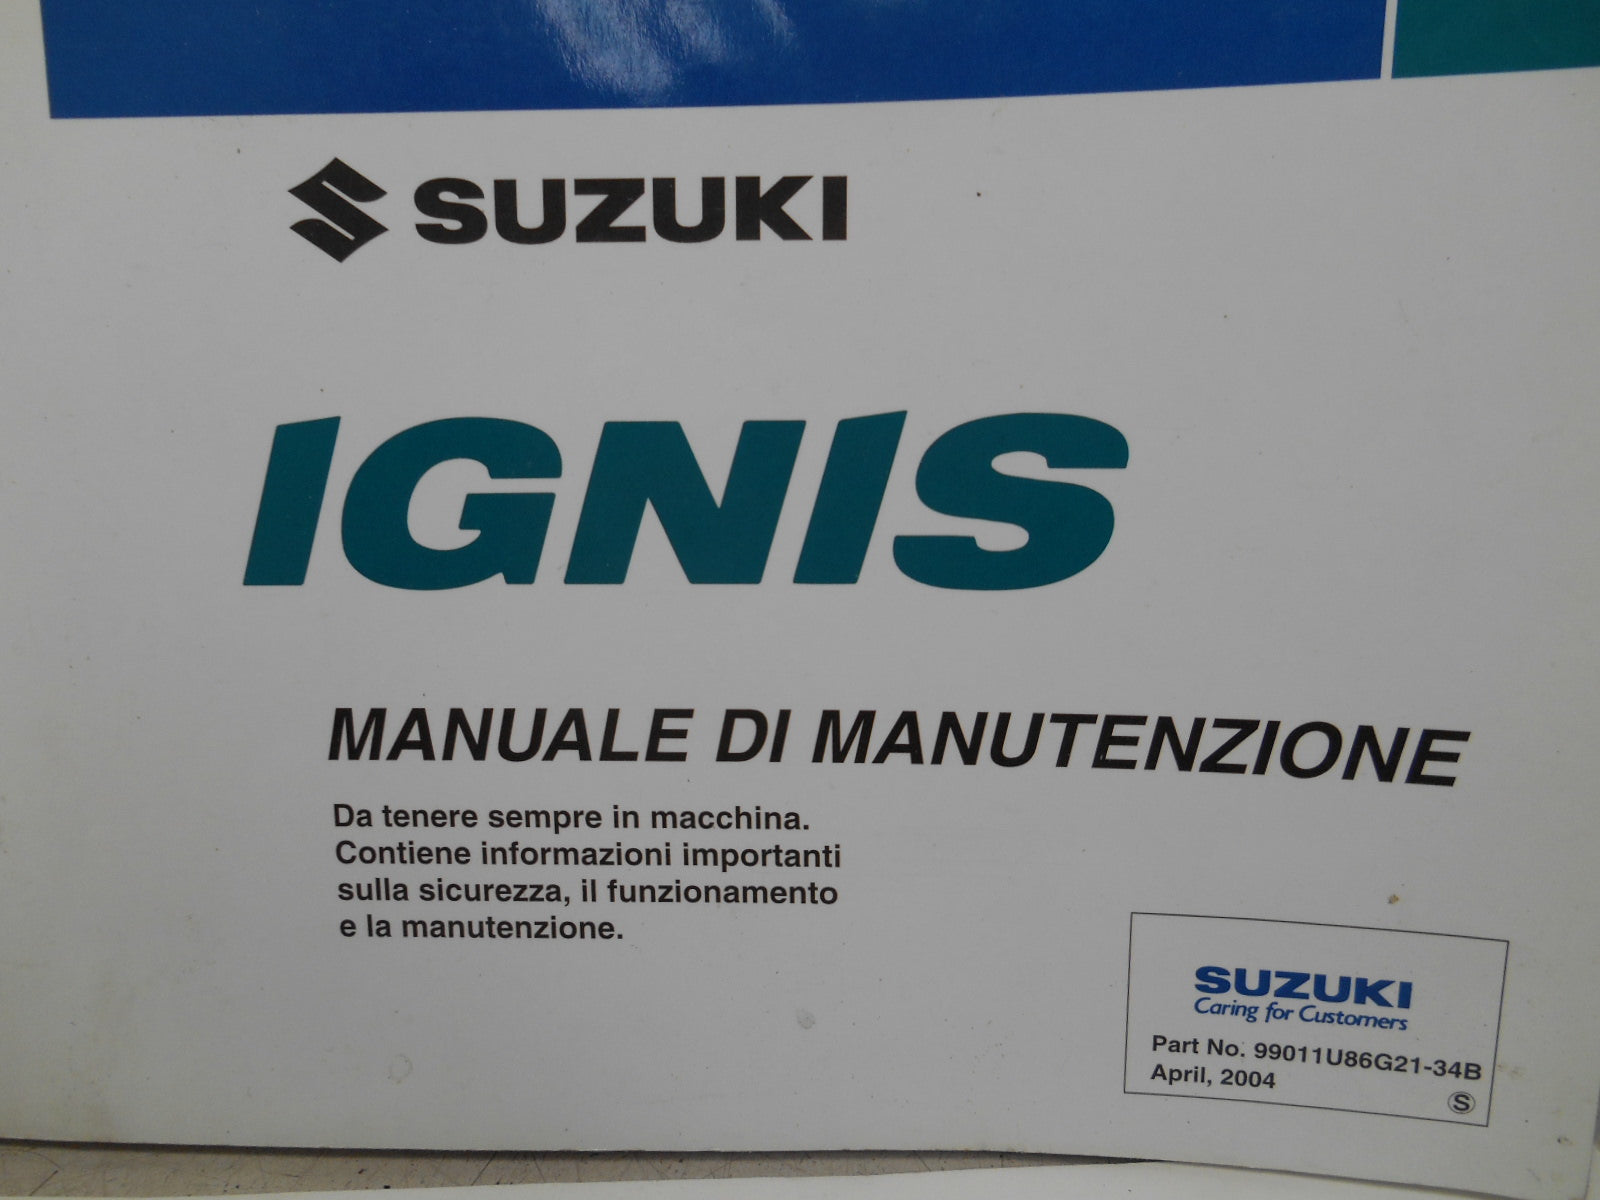 SUZUKI
IGNIS
MANUALE DI MANUTENZIONE
Da tenere sempre in macchina.
Contiene informazioni importanti
sulla sicurezza, il funzionamento
e la manutenzione.
SUZUKI
Caring for Customers
Part No. 99011U86G21-34B
April, 2004
Ⓢ